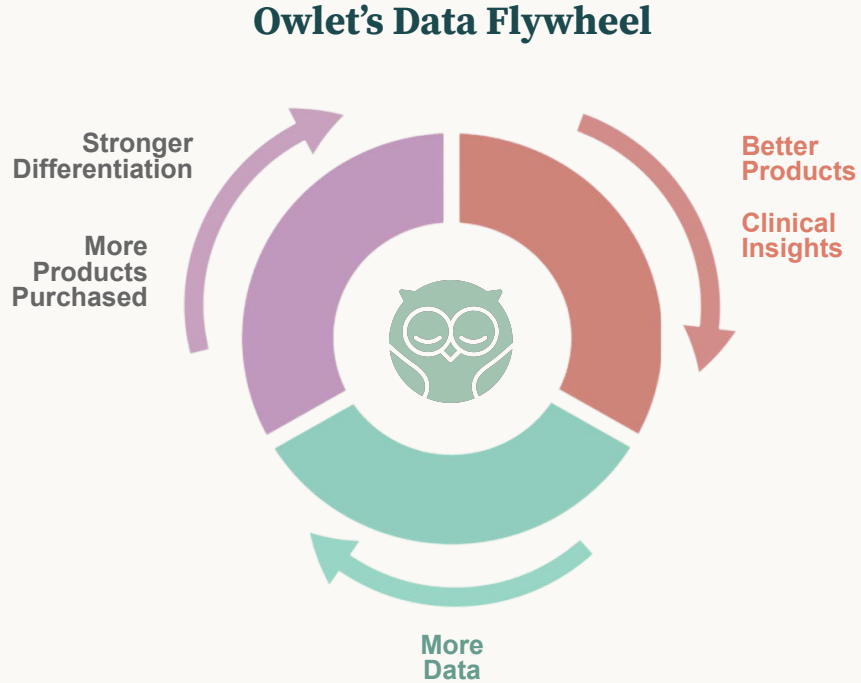 Owlet’s Data Flywheel
Stronger
Differentiation
More
Products
Purchased
Better
Products
Clinical
Insights
More
Data